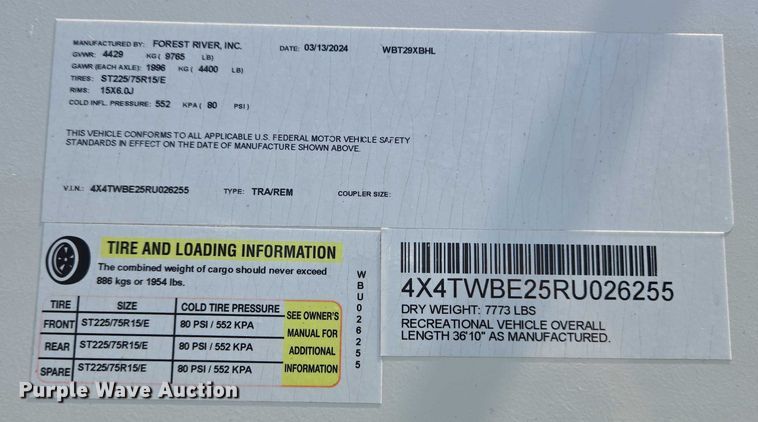 MANUFACTURED BY: FOREST RIVER, INC. DATE: 03/13/2024 WBT29XBHL
GVWR: 4429 KG ( 9765 LB)
GAWR (EACH AXLE): 1996 KG ( 4400 LB)
TIRES: ST225/75R15/E
RIMS: 15X6.0J
COLD INFL. PRESSURE: 552 KPA ( 80 PSI )
THIS VEHICLE CONFORMS TO ALL APPLICABLE U.S. FEDERAL MOTOR VEHICLE SAFETY
STANDARDS IN EFFECT ON THE DATE OF MANUFACTURE SHOWN ABOVE.
V.I.N.: 4X4TWBE25RU026255 TYPE: TRA/REM COUPLER SIZE:
TIRE AND LOADING INFORMATION
The combined weight of cargo should never exceed
886 kgs or 1954 lbs.
TIRE SIZE COLD TIRE PRESSURE
FRONT ST225/75R15/E 80 PSI / 552 KPA
REAR ST225/75R15/E 80 PSI / 552 KPA
SPARE ST225/75R15/E 80 PSI / 552 KPA
SEE OWNER'S
MANUAL FOR
ADDITIONAL
INFORMATION
WBU026255
4X4TWBE25RU026255
DRY WEIGHT: 7773 LBS
RECREATIONAL VEHICLE OVERALL
LENGTH 36'10" AS MANUFACTURED.
Purple Wave Auction